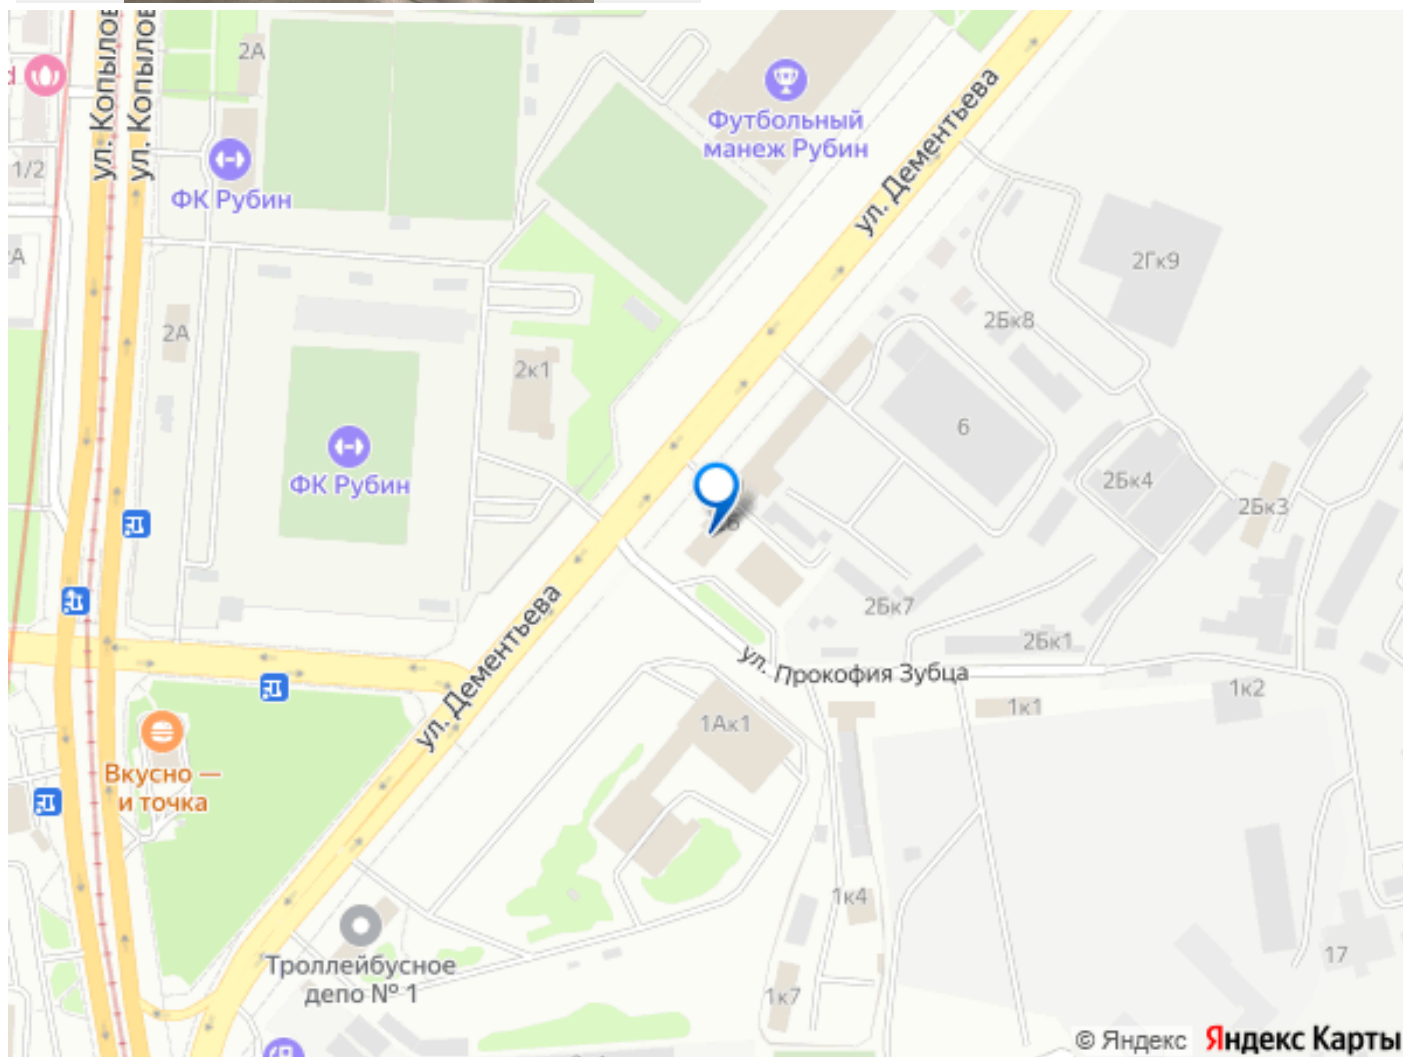 ул. Копылов
ул. Копылов
2А
d
1/2
ФК Рубин
Футбольный
манеж Рубин
ул. Дементьева
А
2А
2к1
2Гк9
2Бк8
6
ФК Рубин
2Бк4
2Бк3
2Бк7
2Бк1
ул. Дементьева
ул. Прокофия Зубца
1к2
1к1
1Ак1
Вкусно —
и точка
1к4
Троллейбусное
депо № 1
1к7
17
© Яндекс Яндекс Карты